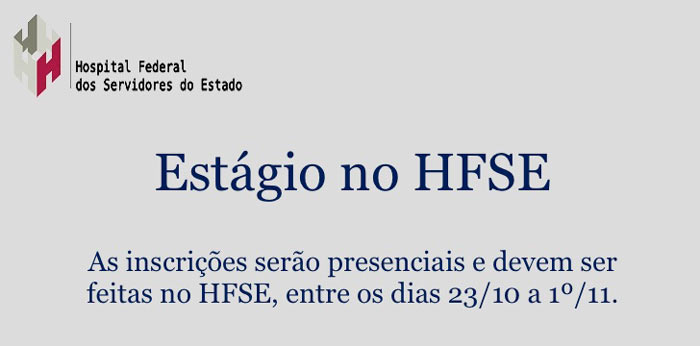 Hospital Federal
dos Servidores do Estado
Estágio no HFSE
As inscrições serão presenciais e devem ser
feitas no HFSE, entre os dias 23/10 a 1º/11.